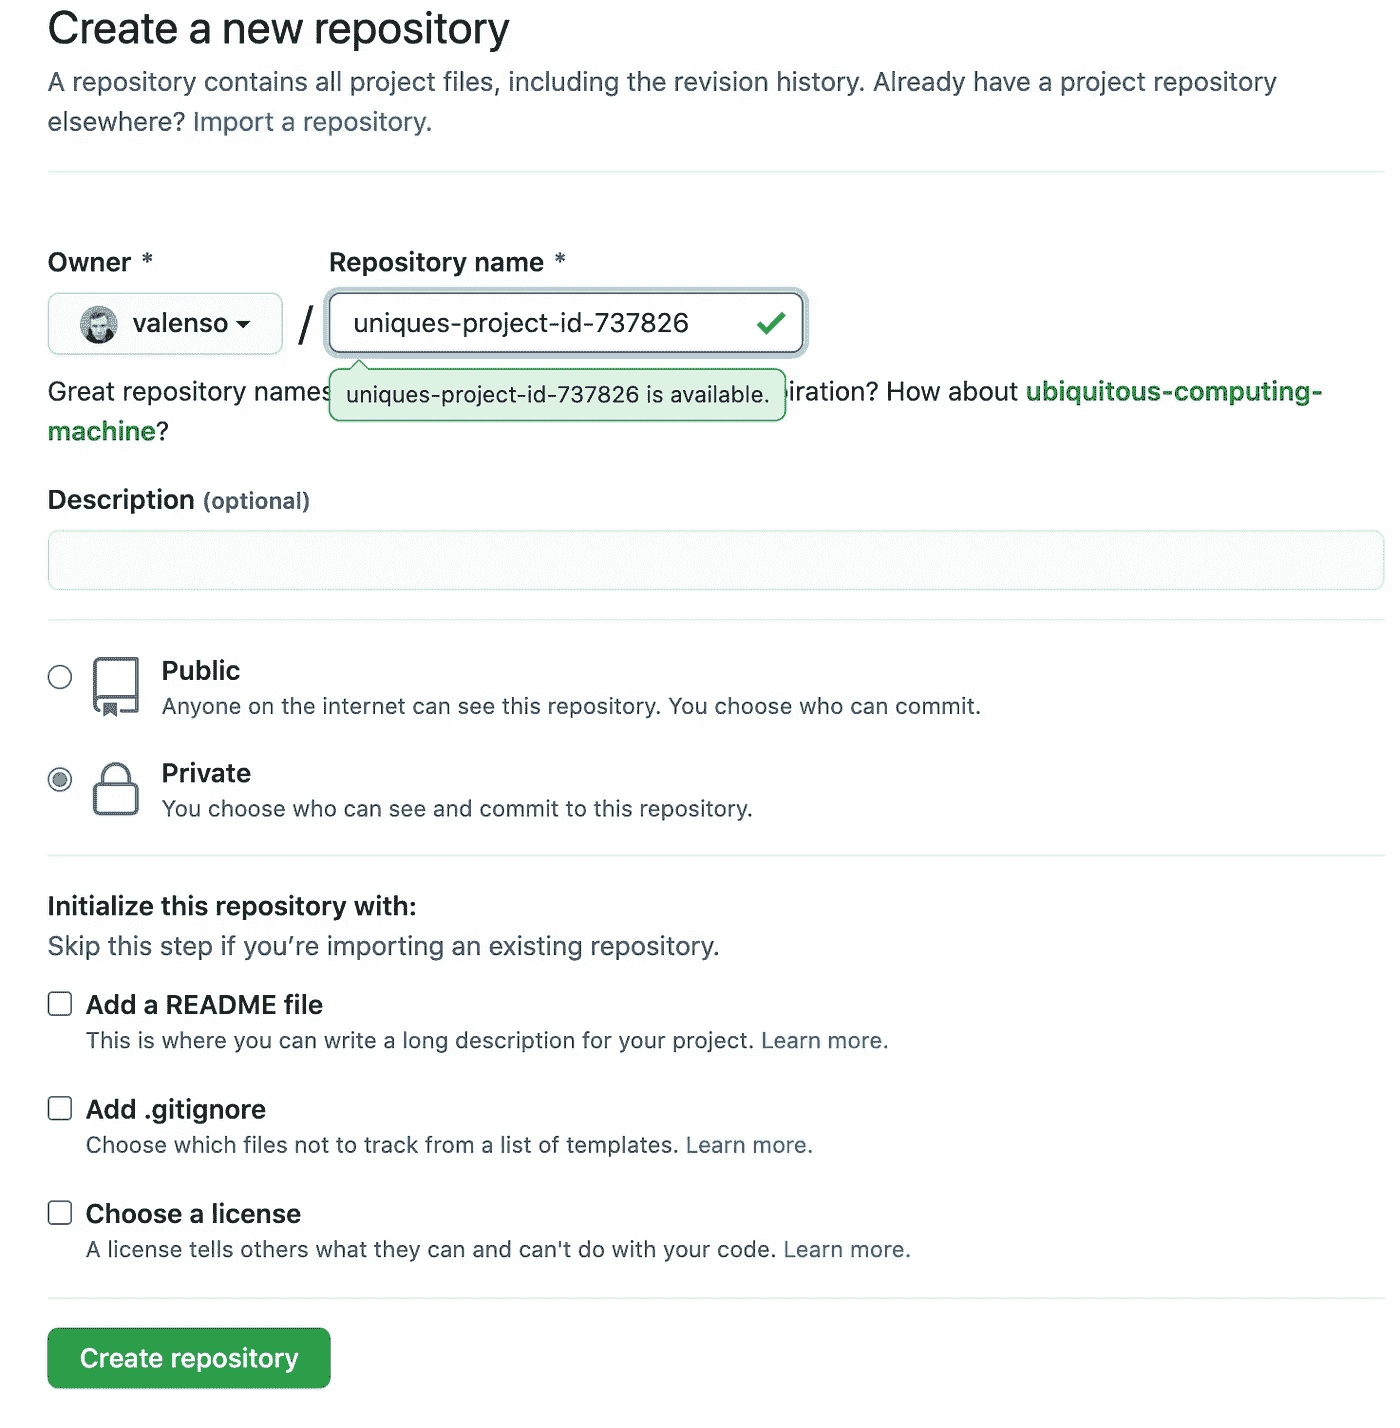 Create a new repository
A repository contains all project files, including the revision history. Already have a project repository
elsewhere? Import a repository.
Owner *
Repository name *
valenso
/
uniques-project-id-737826
Great repository names
uniques-project-id-737826 is available.
iration? How about ubiquitous-computing-
machine?
Description (optional)
Public
Anyone on the internet can see this repository. You choose who can commit.
Private
You choose who can see and commit to this repository.
Initialize this repository with:
Skip this step if you’re importing an existing repository.
Add a README file
This is where you can write a long description for your project. Learn more.
Add .gitignore
Choose which files not to track from a list of templates. Learn more.
Choose a license
A license tells others what they can and can't do with your code. Learn more.
Create repository